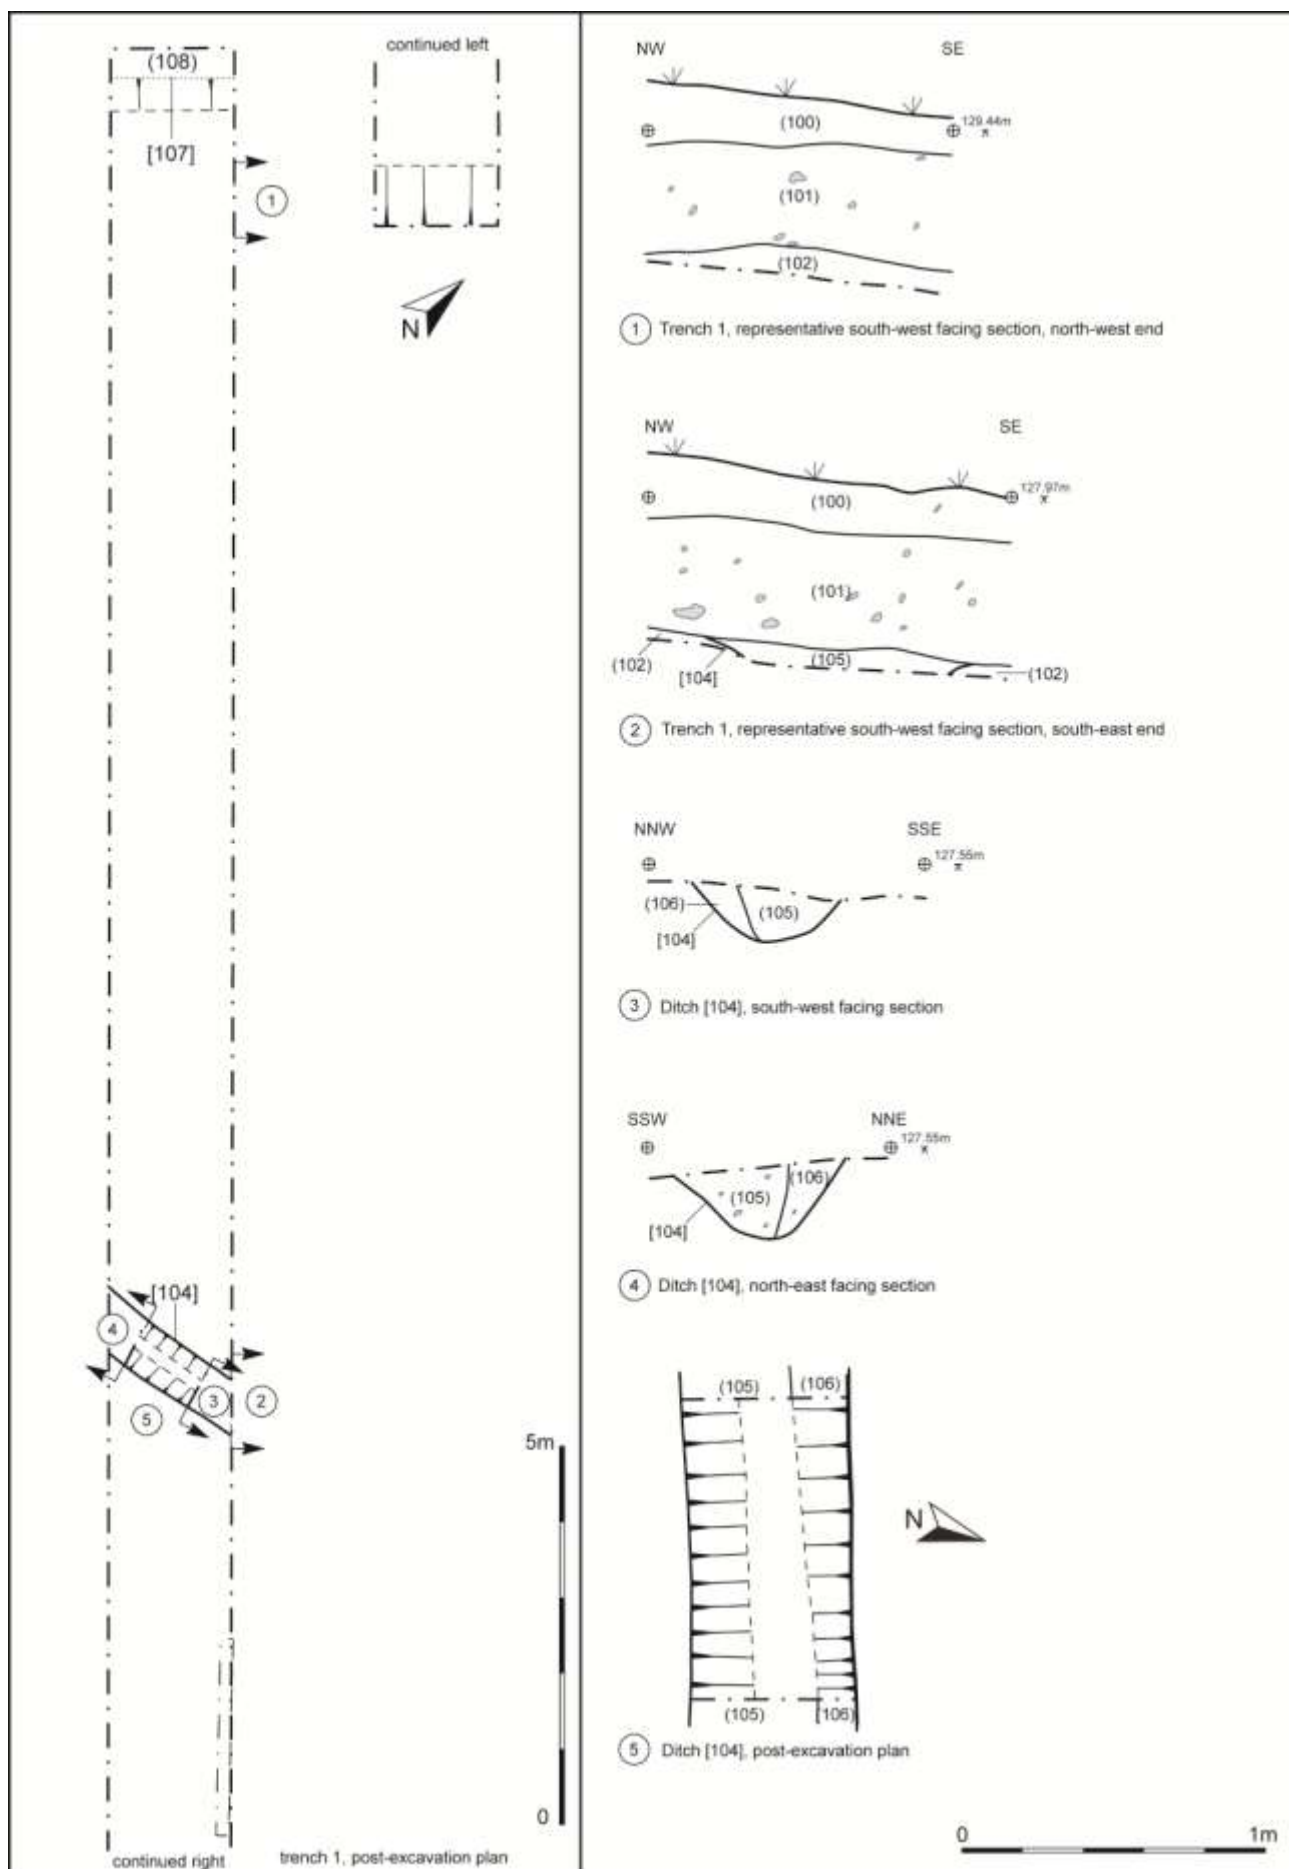 (108)
[107]
1
continued left
N
[104]
4
3
2
5
5m
0
continued right
trench 1, post-excavation plan
NW
SE
(100)
129.44m
(101)
(102)
1 Trench 1, representative south-west facing section, north-west end
NW
SE
127.97m
(100)
(101)
(102)
[104]
(105)
(102)
2 Trench 1, representative south-west facing section, south-east end
NNW
SSE
127.55m
(106)
(105)
[104]
3 Ditch [104], south-west facing section
SSW
NNE
127.55m
(106)
(105)
[104]
4 Ditch [104], north-east facing section
(105)
(106)
N
(105)
(106)
5 Ditch [104], post-excavation plan
0
1m